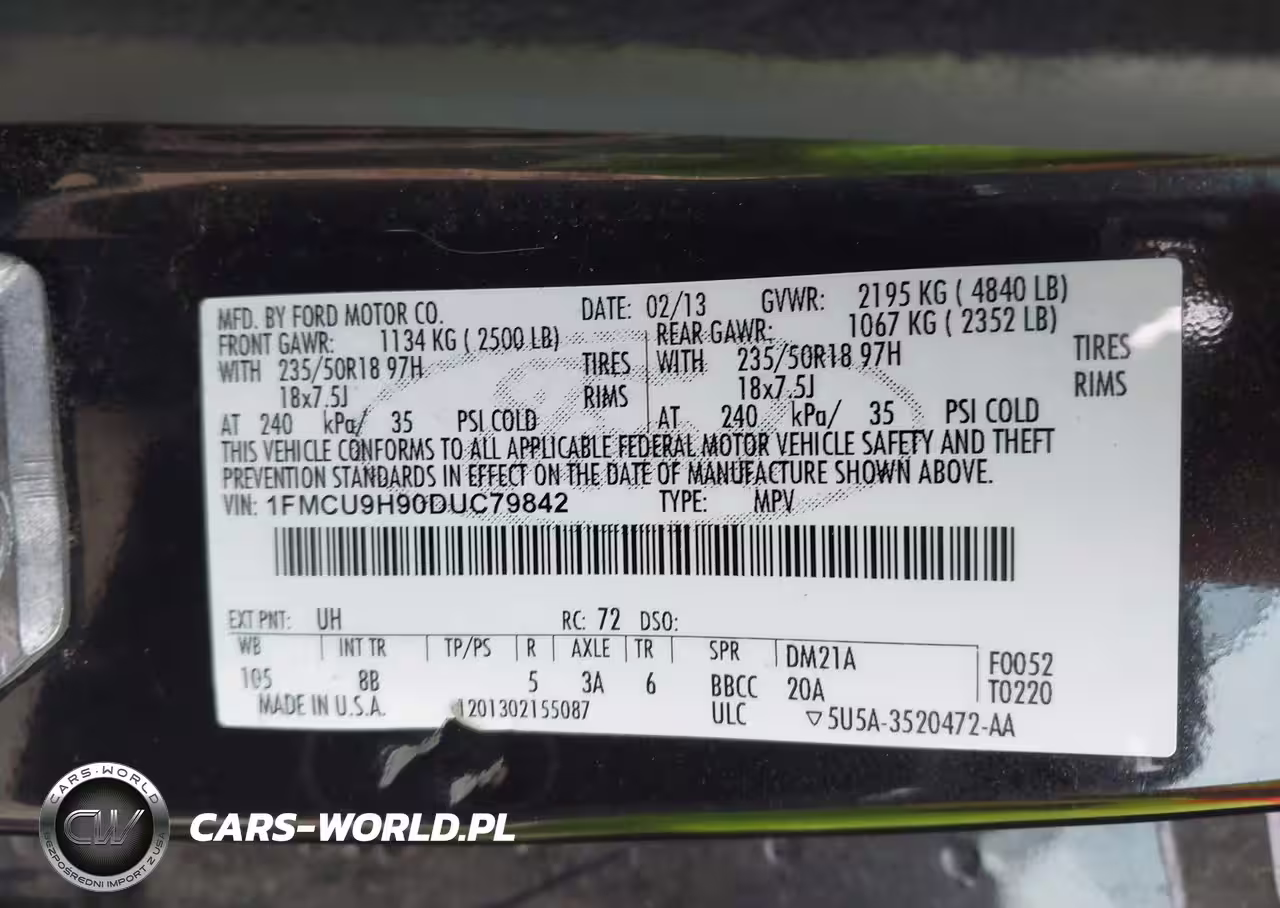 MFD. BY FORD MOTOR CO. DATE: 02/13 GVWR: 2195 KG ( 4840 LB)
FRONT GAWR: 1134 KG ( 2500 LB) REAR GAWR: 1067 KG ( 2352 LB)
WITH 235/50R18 97H TIRES WITH 235/50R18 97H TIRES
18x7.5J RIMS 18x7.5J RIMS
AT 240 kPa/ 35 PSI COLD AT 240 kPa/ 35 PSI COLD
THIS VEHICLE CONFORMS TO ALL APPLICABLE FEDERAL MOTOR VEHICLE SAFETY AND THEFT
PREVENTION STANDARDS IN EFFECT ON THE DATE OF MANUFACTURE SHOWN ABOVE.
VIN: 1FMCU9H90DUC79842 TYPE: MPV
EXT PNT: UH RC: 72 DSO:
WB INT TR TP/PS R AXLE TR SPR DM21A F0052
105 8B 5 3A 6 BBCC 20A T0220
MADE IN U.S.A. 1201302155087 ULC ▽5U5A-3520472-AA
CARS-WORLD
CW
BEZPOŚREDNI IMPORT Z USA
CARS-WORLD.PL